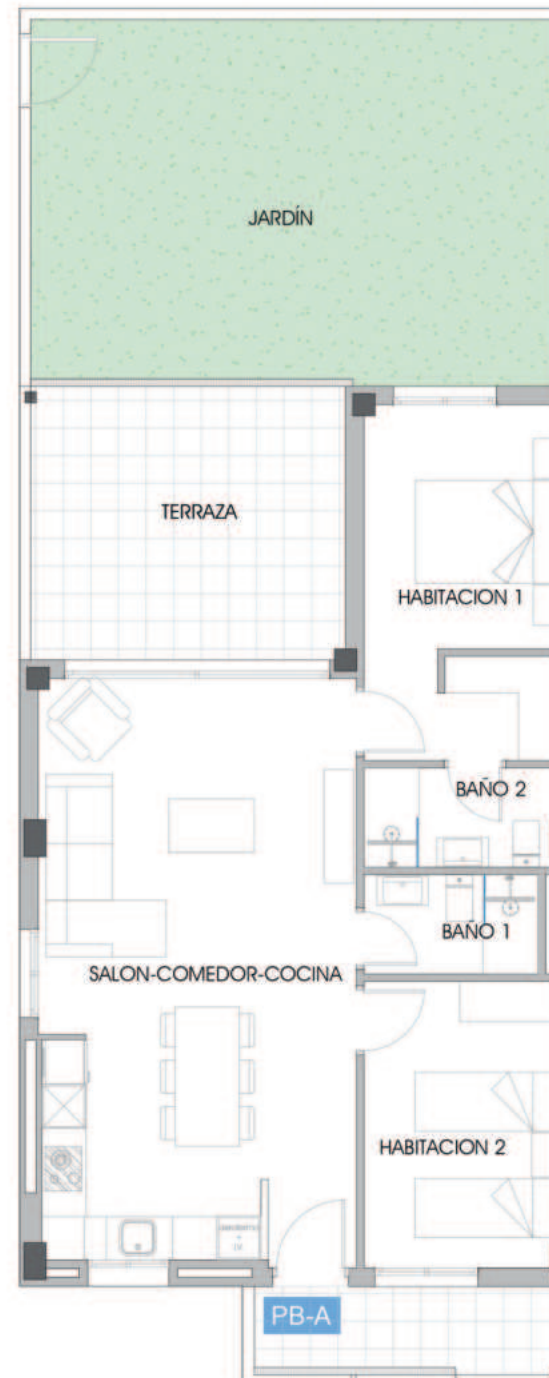 JARDÍN
TERRAZA
HABITACION 1
BAÑO 2
BAÑO 1
SALON-COMEDOR-COCINA
HABITACION 2
PB-A